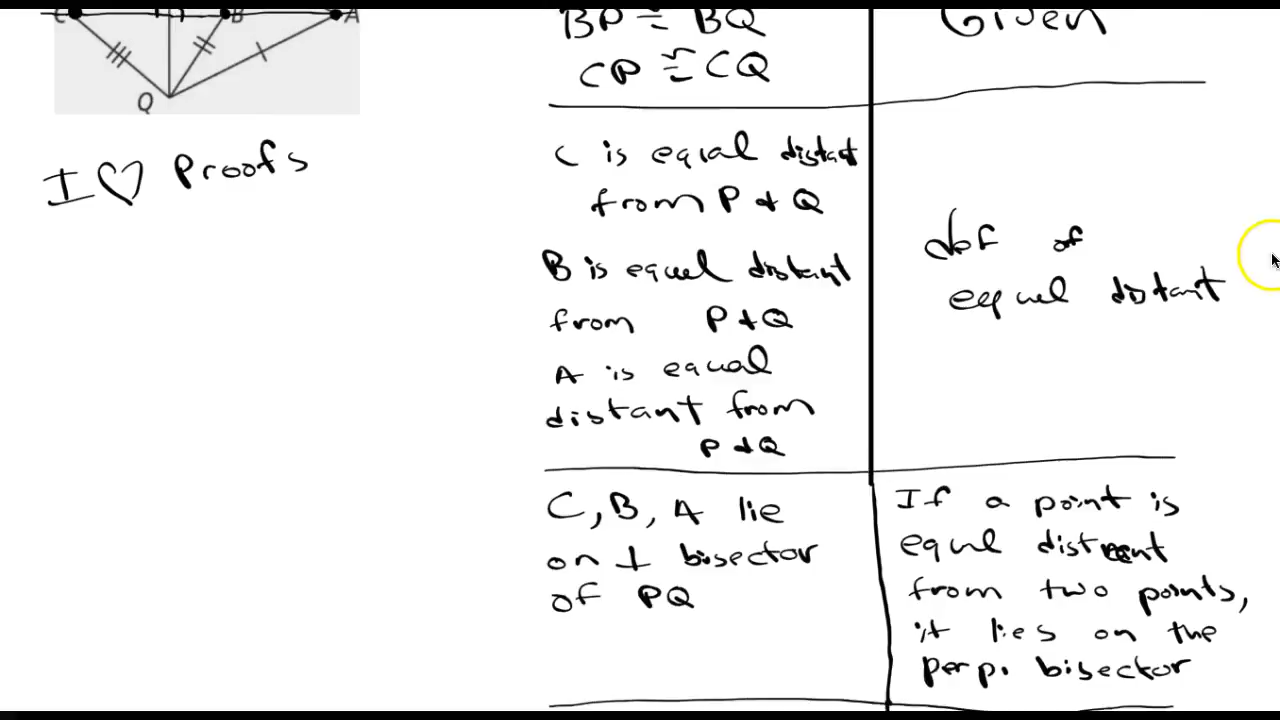 C B A
Q
I ♡ Proofs
BP ≅ BQ
CP ≅ CQ
Given
C is equal distant
from P & Q
B is equal distant
from P & Q
A is equal
distant from
P & Q
def of
equal distant
C, B, A lie
on ⊥ bisector
of PQ
If a point is
equal distant
from two points,
it lies on the
perp. bisector